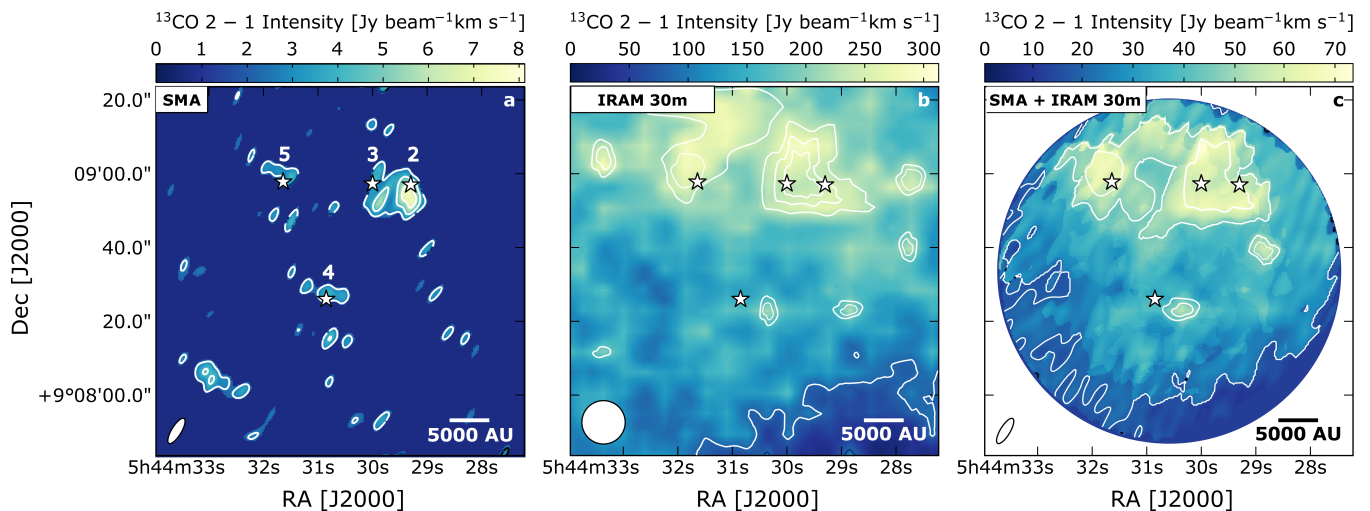 ¹³CO 2 − 1 Intensity [Jy beam⁻¹km s⁻¹]
0 1 2 3 4 5 6 7 8
SMA
a
5 3 2
4
5000 AU
20.0"
09'00.0"
40.0"
20.0"
+9°08'00.0"
Dec [J2000]
5h44m33s 32s 30s 29s 28s
RA [J2000]
¹³CO 2 − 1 Intensity [Jy beam⁻¹km s⁻¹]
0 50 100 150 200 250 300
IRAM 30m
b
5000 AU
5h44m33s 31s 30s 29s 28s
RA [J2000]
¹³CO 2 − 1 Intensity [Jy beam⁻¹km s⁻¹]
0 10 20 30 40 50 60 70
SMA + IRAM 30m
c
5000 AU
5h44m33s 31s 30s 29s 28s
RA [J2000]